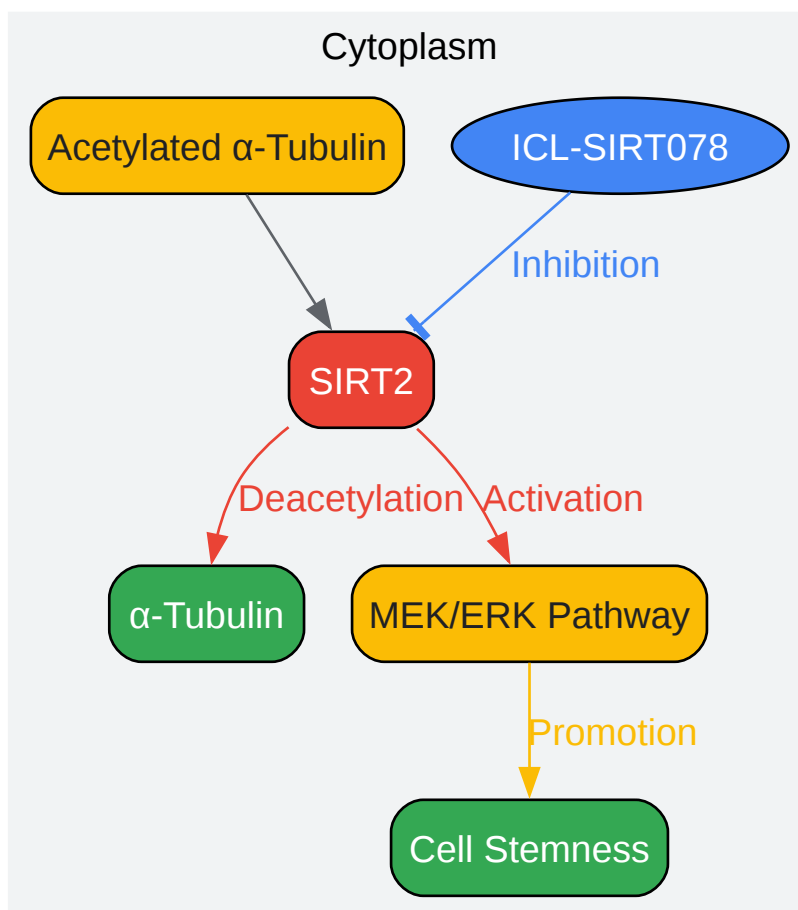 Cytoplasm
Acetylated α-Tubulin
ICL-SIRT078
Inhibition
SIRT2
Deacetylation
Activation
α-Tubulin
MEK/ERK Pathway
Promotion
Cell Stemness